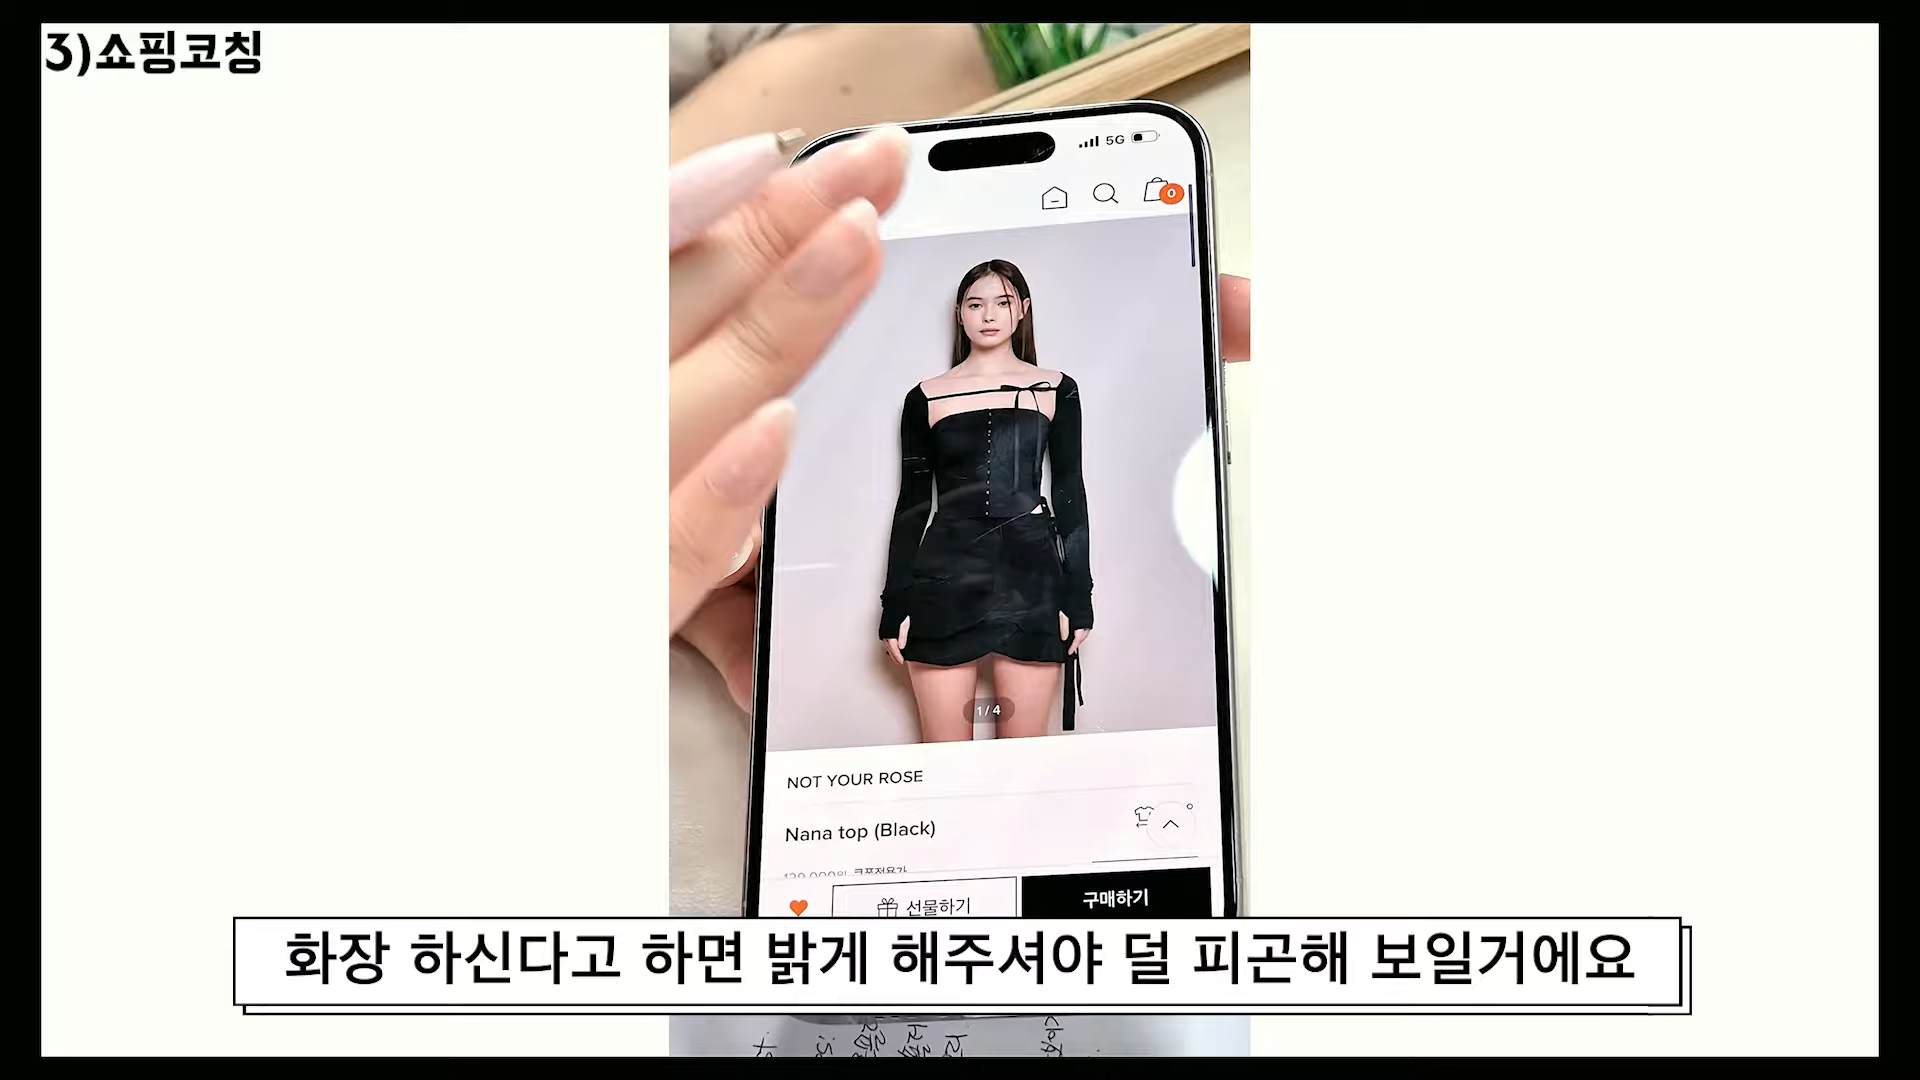 3)쇼핑코칭
5G
0
1/4
NOT YOUR ROSE
Nana top (Black)
선물하기
구매하기
화장 하신다고 하면 밝게 해주셔야 덜 피곤해 보일거에요